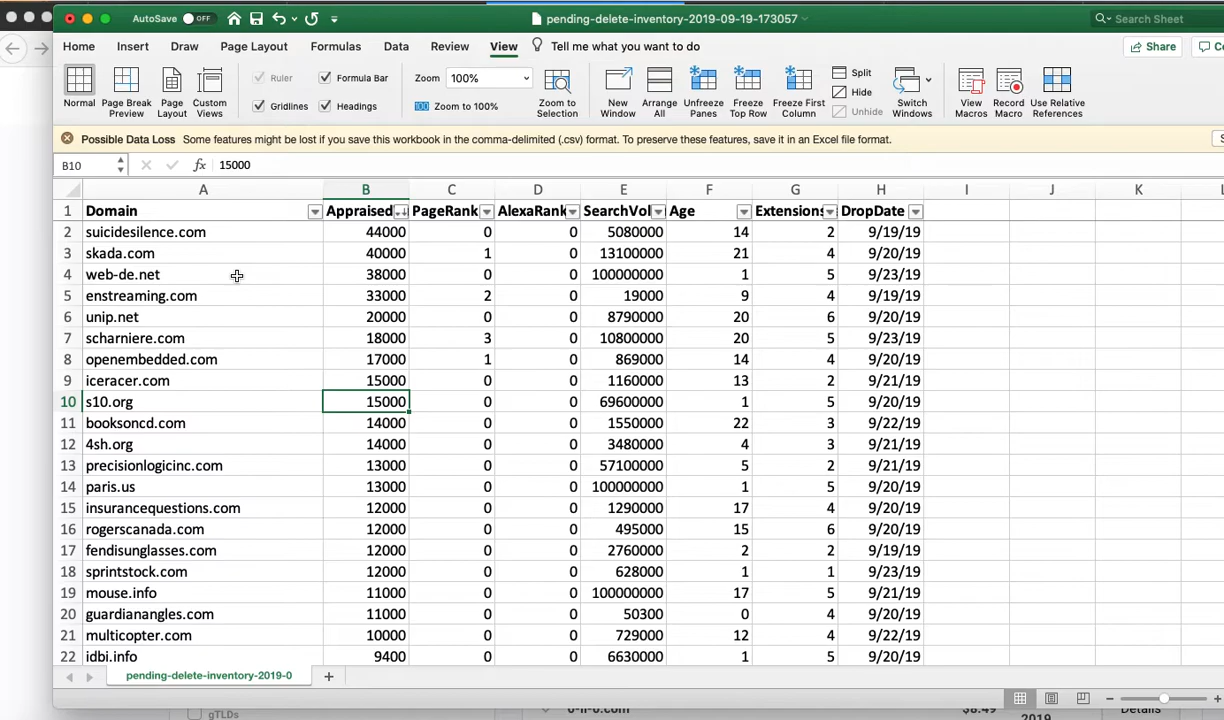 AutoSave OFF
pending-delete-inventory-2019-09-19-173057
Search Sheet
Home Insert Draw Page Layout Formulas Data Review View Tell me what you want to do
Share
Normal Page Break Preview Page Layout Custom Views
Ruler Formula Bar
Gridlines Headings
Zoom 100%
100 Zoom to 100%
Zoom to Selection
New Window Arrange All Unfreeze Panes Freeze Top Row Freeze First Column
Split
Hide
Unhide
Switch Windows
View Macros Record Macro Use Relative References
Possible Data Loss Some features might be lost if you save this workbook in the comma-delimited (.csv) format. To preserve these features, save it in an Excel file format.
B10 fx 15000
A B C D E F G H I J K
1 Domain Appraised PageRank AlexaRank SearchVol Age Extensions DropDate
2 suicidesilence.com 44000 0 0 5080000 14 2 9/19/19
3 skada.com 40000 1 0 13100000 21 4 9/20/19
4 web-de.net 38000 0 0 100000000 1 5 9/23/19
5 enstreaming.com 33000 2 0 19000 9 4 9/19/19
6 unip.net 20000 0 0 8790000 20 6 9/20/19
7 scharniere.com 18000 3 0 10800000 20 5 9/23/19
8 openembedded.com 17000 1 0 869000 14 4 9/20/19
9 iceracer.com 15000 0 0 1160000 13 2 9/21/19
10 s10.org 15000 0 0 69600000 1 5 9/20/19
11 booksoncd.com 14000 0 0 1550000 22 3 9/22/19
12 4sh.org 14000 0 0 3480000 4 3 9/21/19
13 precisionlogicinc.com 13000 0 0 57100000 5 2 9/21/19
14 paris.us 13000 0 0 100000000 1 5 9/20/19
15 insurancequestions.com 12000 0 0 1290000 17 4 9/20/19
16 rogerscanada.com 12000 0 0 495000 15 6 9/20/19
17 fendisunglasses.com 12000 0 0 2760000 2 2 9/19/19
18 sprintstock.com 12000 0 0 628000 1 1 9/23/19
19 mouse.info 11000 0 0 100000000 17 5 9/21/19
20 guardianangles.com 11000 0 0 50300 0 4 9/20/19
21 multicopter.com 10000 0 0 729000 12 4 9/22/19
22 idbi.info 9400 0 0 6630000 1 5 9/20/19
pending-delete-inventory-2019-0
gTLDs
$8.49
2019
Details